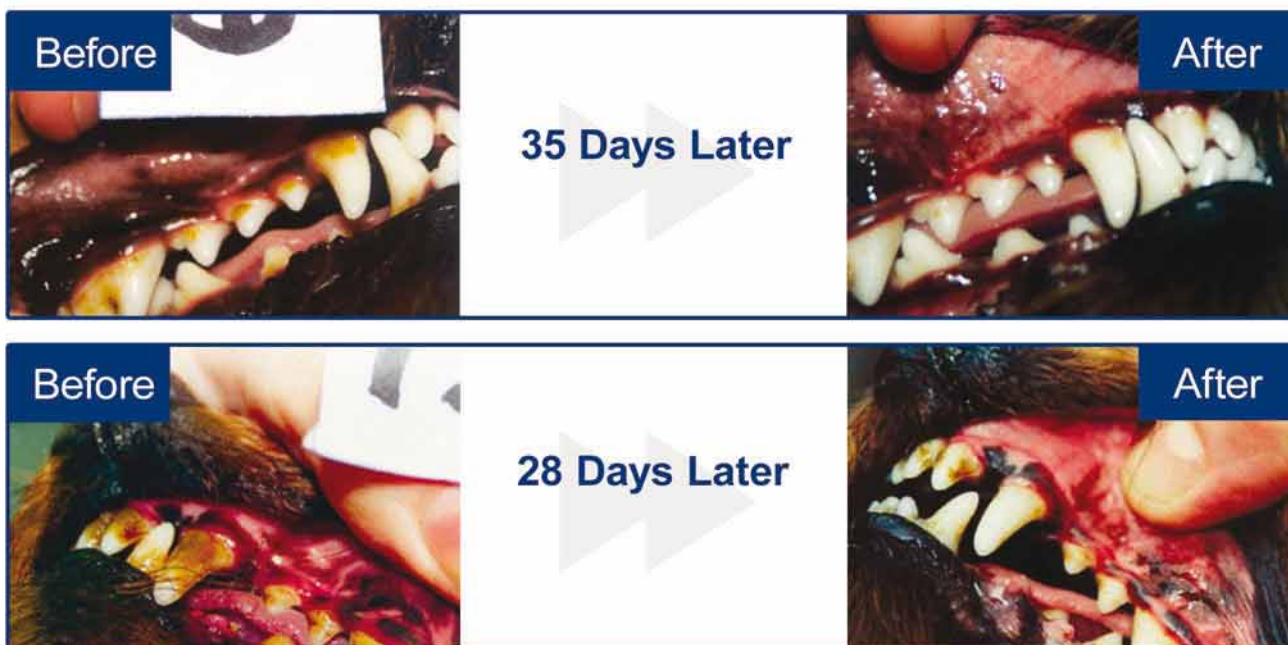 Before
35 Days Later
After
Before
28 Days Later
After